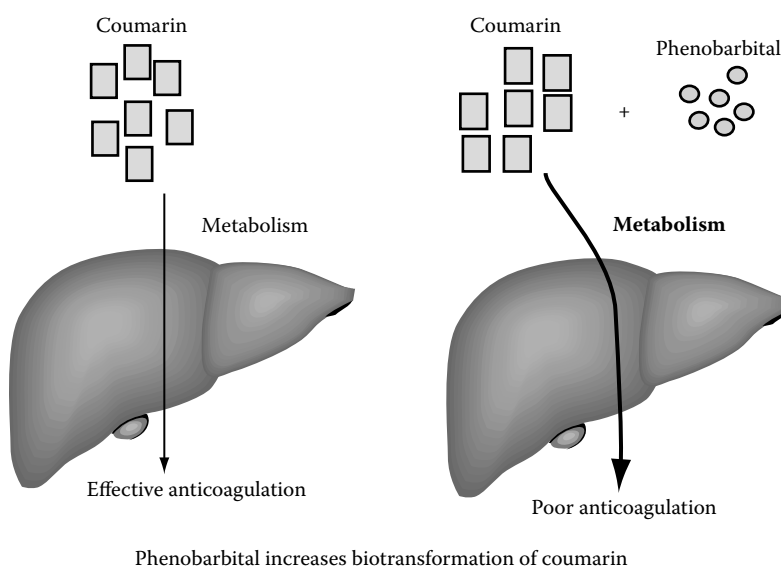 Coumarin
Coumarin
Phenobarbital
+
Metabolism
Metabolism
Effective anticoagulation
Poor anticoagulation
Phenobarbital increases biotransformation of coumarin